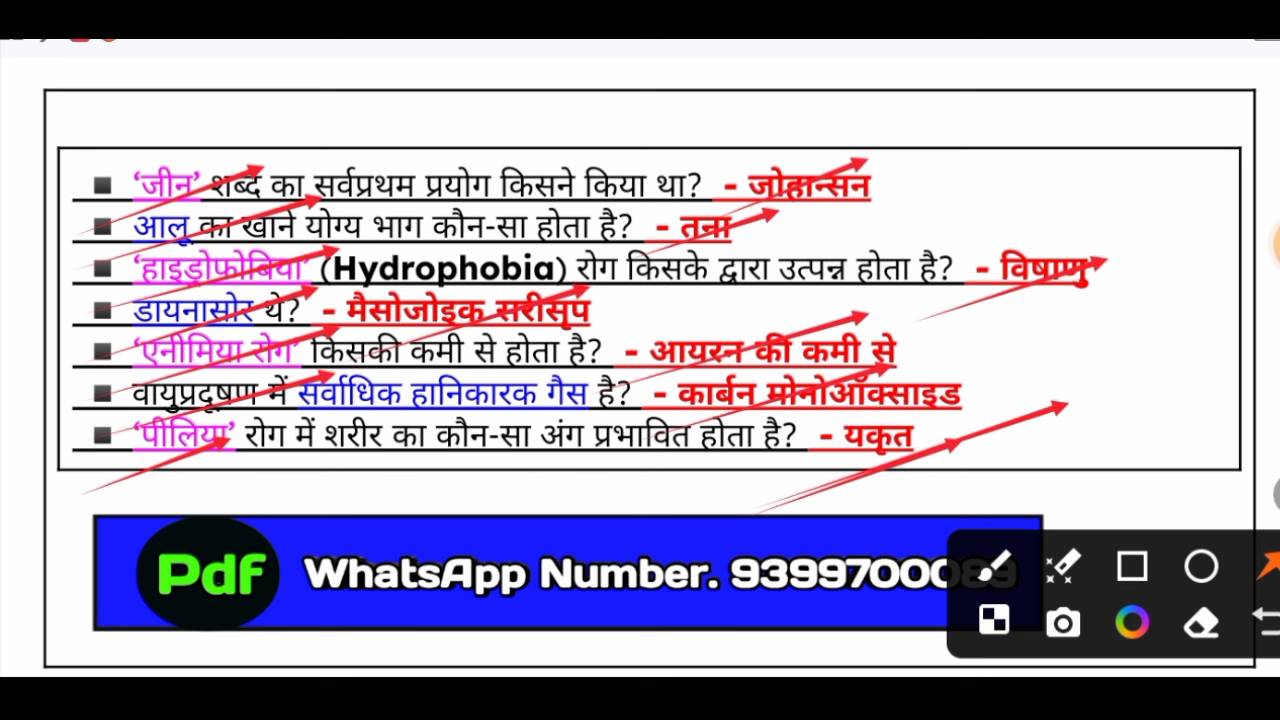 ▪ ‘जीन’ शब्द का सर्वप्रथम प्रयोग किसने किया था? - जोहान्सन
▪ आलू का खाने योग्य भाग कौन-सा होता है? - तना
▪ ‘हाइड्रोफोबिया’ (Hydrophobia) रोग किसके द्वारा उत्पन्न होता है? - विषाणु
▪ डायनासोर थे? - मैसोजोइक सरीसृप
▪ ‘एनीमिया रोग’ किसकी कमी से होता है? - आयरन की कमी से
▪ वायुप्रदूषण में सर्वाधिक हानिकारक गैस है? - कार्बन मोनोऑक्साइड
▪ ‘पीलिया’ रोग में शरीर का कौन-सा अंग प्रभावित होता है? - यकृत
Pdf WhatsApp Number. 9399700089